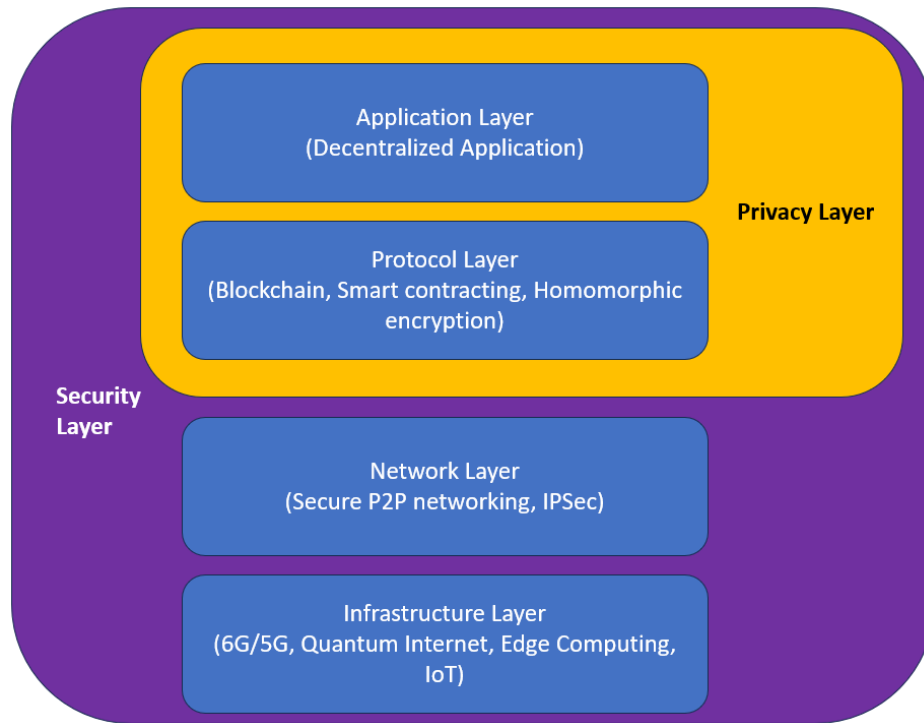 Application Layer
(Decentralized Application)
Privacy Layer
Protocol Layer
(Blockchain, Smart contracting, Homomorphic
encryption)
Security
Layer
Network Layer
(Secure P2P networking, IPSec)
Infrastructure Layer
(6G/5G, Quantum Internet, Edge Computing,
IoT)